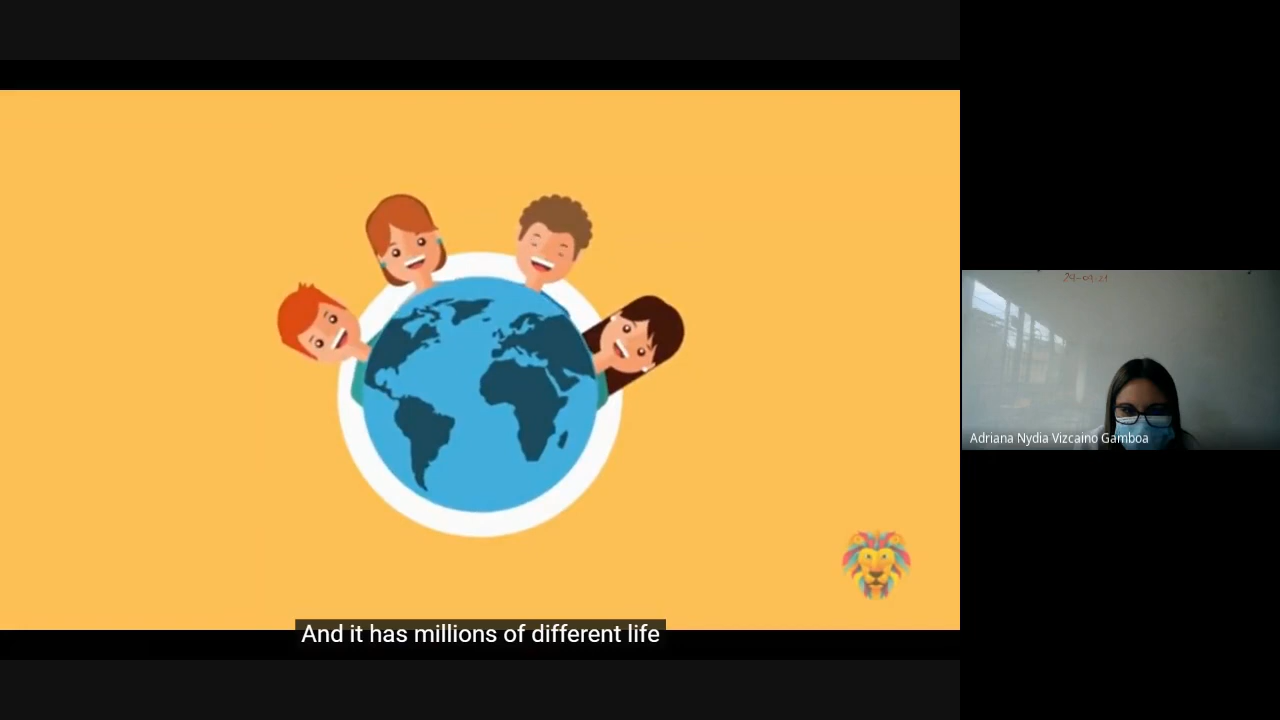 And it has millions of different life
Adriana Nydia Vizcaino Gamboa